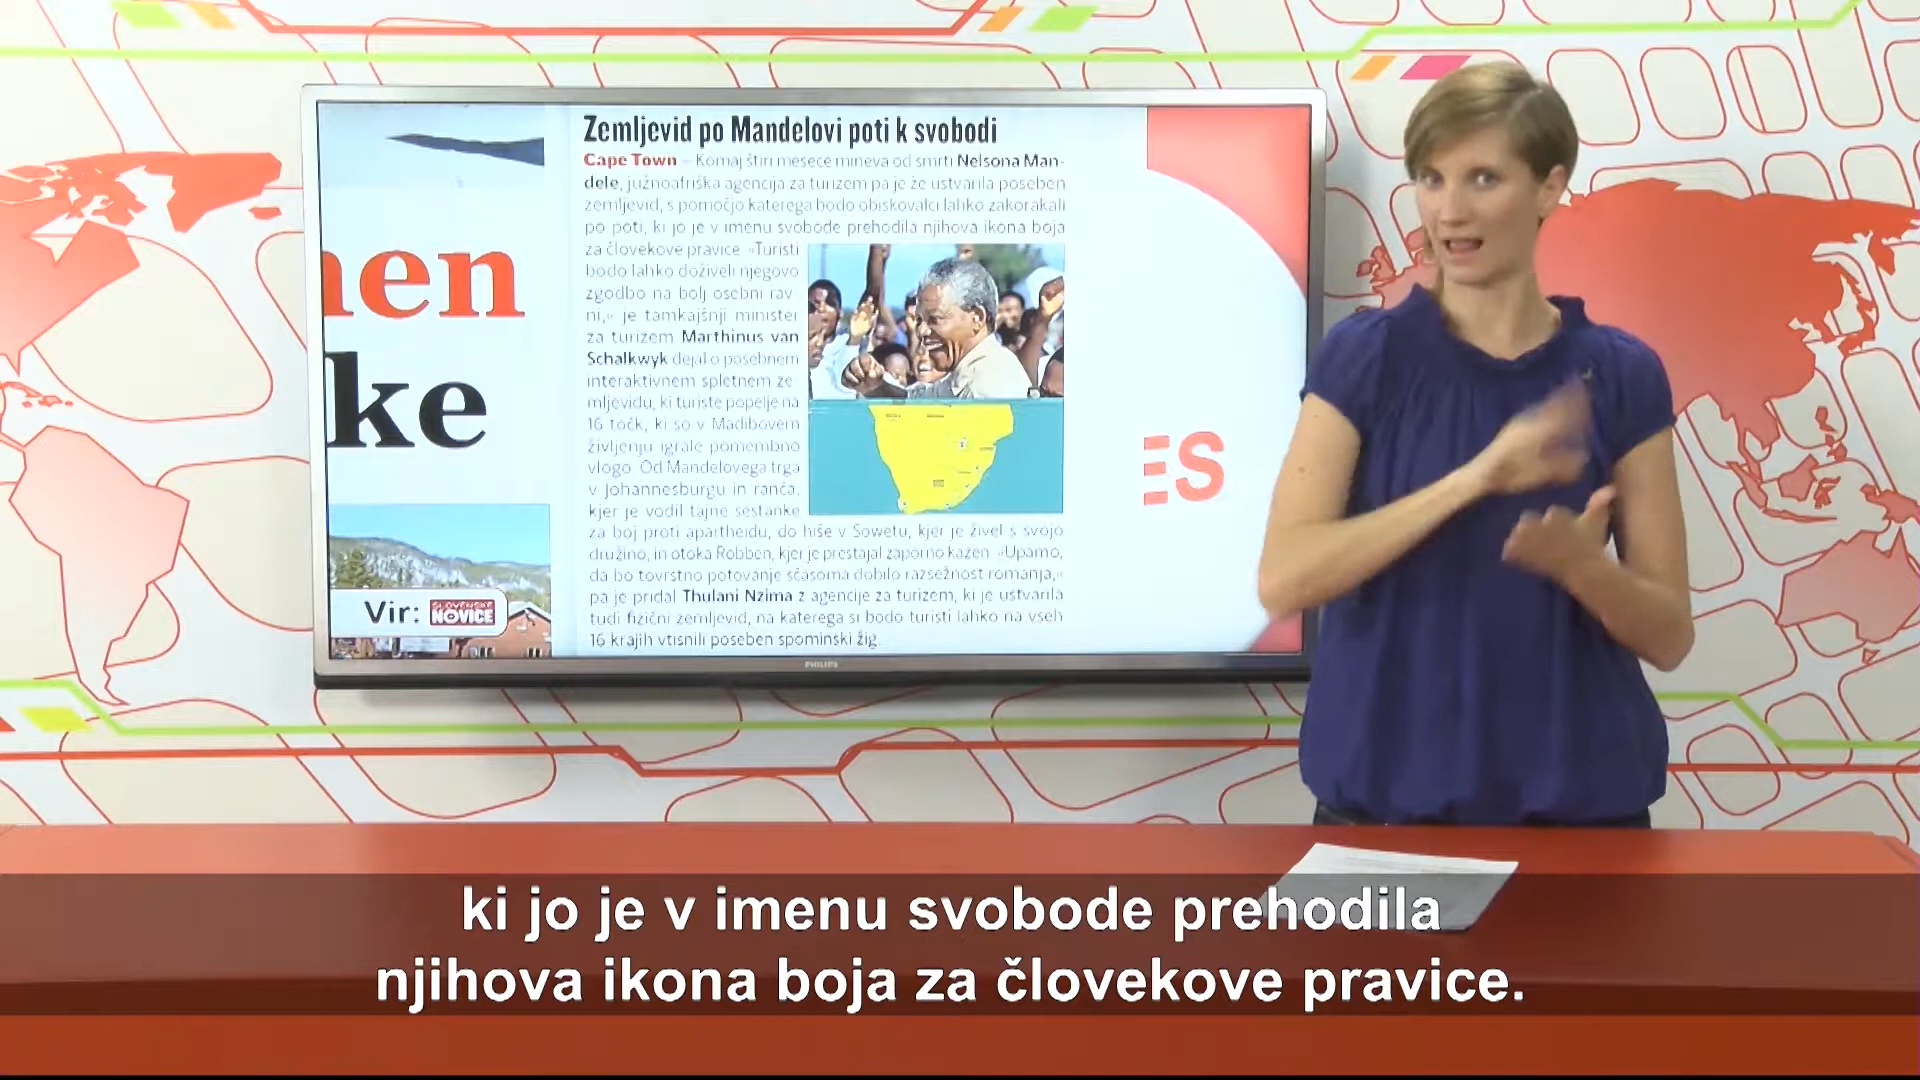 Zemljevid po Mandelovi poti k svobodi
Cape Town – Komaj štiri mesece mineva od smrti Nelsona Man-
dele, južnoafriška agencija za turizem pa je že ustvarila poseben
zemljevid, s pomočjo katerega bodo obiskovalci lahko zakorakali
po poti, ki jo je v imenu svobode prehodila njihova ikona boja
za človekove pravice. »Turisti
bodo lahko doživeli njegovo
zgodbo na bolj osebni rav-
ni,« je tamkajšnji minister
za turizem Marthinus van
Schalkwyk dejal o posebnem
interaktivnem spletnem ze-
mljevidu, ki turiste popelje na
16 točk, ki so v Madibovem
življenju igrale pomembno
vlogo. Od Mandelovega trga
v Johannesburgu in ranča,
kjer je vodil tajne sestanke
za boj proti apartheidu, do hiše v Sowetu, kjer je živel s svojo
družino, in otoka Robben, kjer je prestajal zaporno kazen. »Upamo,
da bo tovrstno potovanje sčasoma dobilo razsežnost romanja,«
pa je pridal Thulani Nzima z agencije za turizem, ki je ustvarila
tudi fizični zemljevid, na katerega si bodo turisti lahko na vseh
16 krajih vtisnili poseben spominski žig.
en
ke
ES
Vir: SLOVENSKE
NOVICE
PHILIPS
ki jo je v imenu svobode prehodila
njihova ikona boja za človekove pravice.